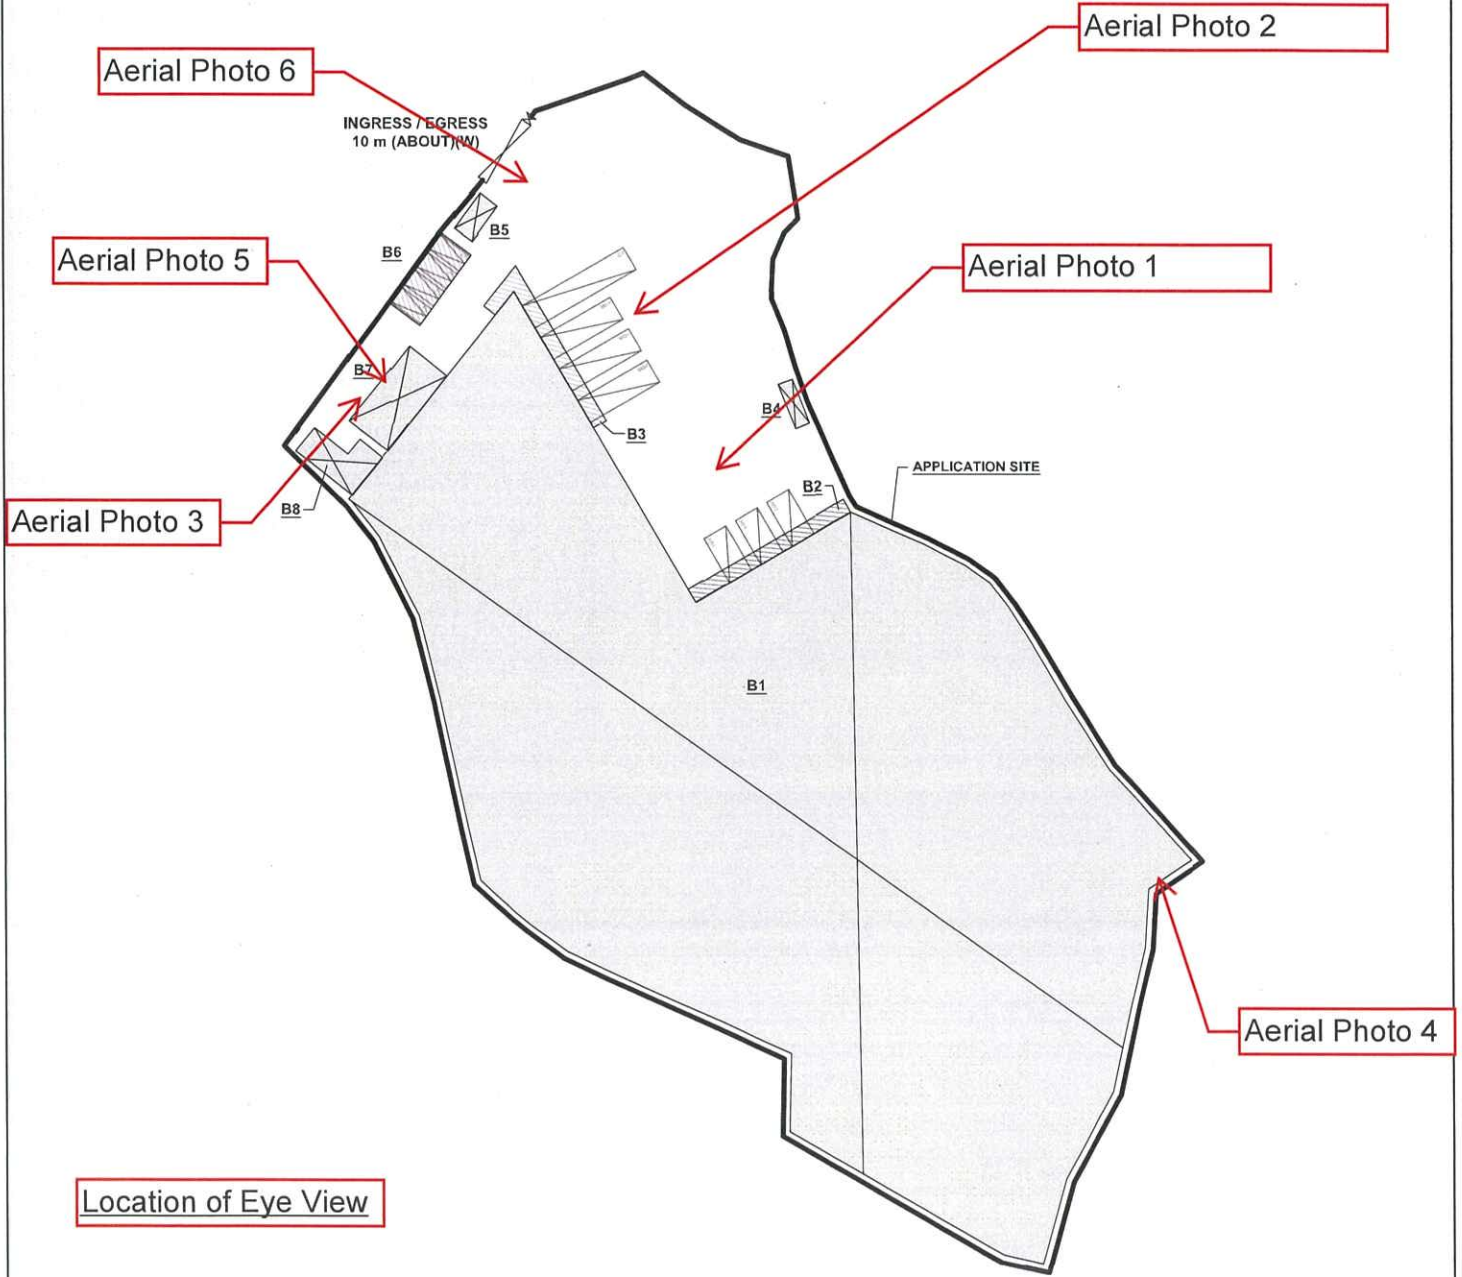 Aerial Photo 2
Aerial Photo 6
INGRESS / EGRESS
10 m (ABOUT)(W)
B5
B6
Aerial Photo 5
Aerial Photo 1
B7
B4
B3
APPLICATION SITE
B2
B8
Aerial Photo 3
B1
Aerial Photo 4
Location of Eye View